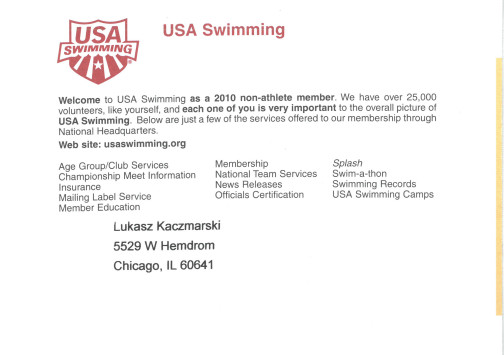 USA
SWIMMING
USA Swimming
Welcome to USA Swimming as a 2010 non-athlete member. We have over 25,000
volunteers, like yourself, and each one of you is very important to the overall picture of
USA Swimming. Below are just a few of the services offered to our membership through
National Headquarters.
Web site: usaswimming.org
Age Group/Club Services
Championship Meet Information
Insurance
Mailing Label Service
Member Education
Membership
National Team Services
News Releases
Officials Certification
Splash
Swim-a-thon
Swimming Records
USA Swimming Camps
Lukasz Kaczmarski
5529 W Hemdrom
Chicago, IL 60641